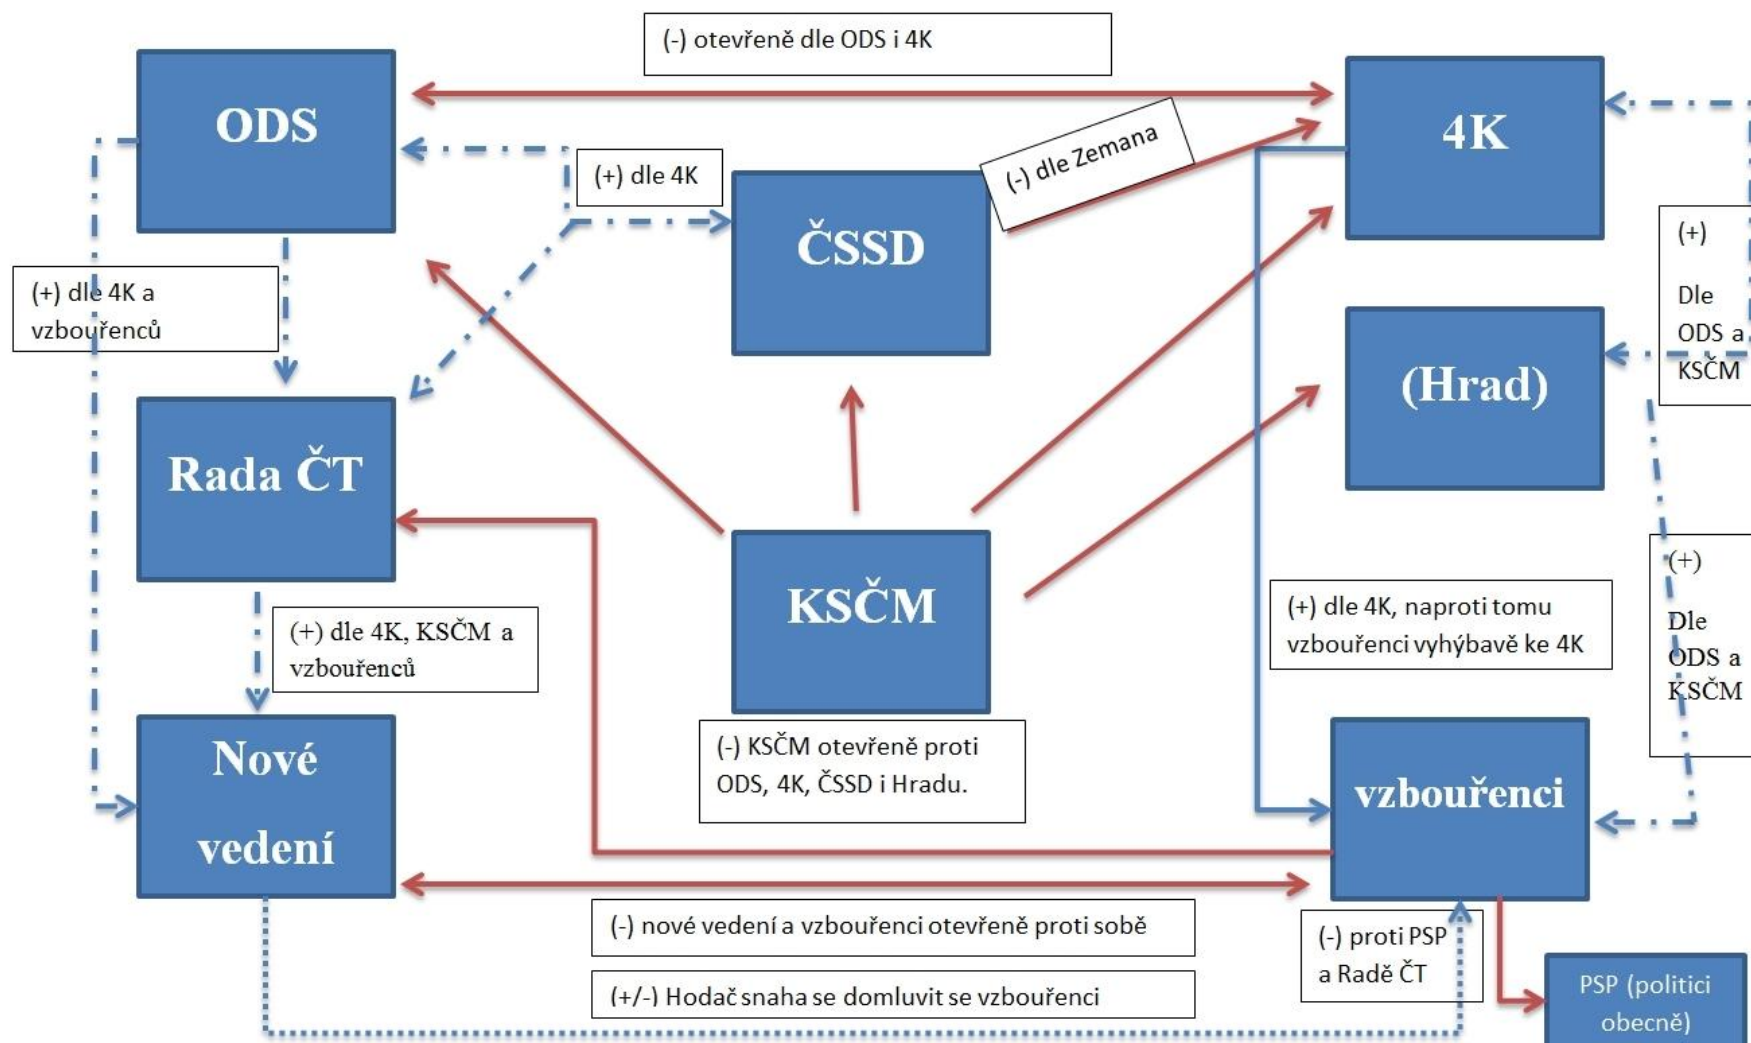 (-) otevřeně dle ODS i 4K
ODS
4K
(-) dle Zemana
(+) dle 4K
ČSSD
(+)
Dle
ODS a
KSČM
(+) dle 4K a
vzbouřenců
(Hrad)
Rada ČT
KSČM
(+) dle 4K, naproti tomu
vzbouřenci vyhýbavě ke 4K
(+)
Dle
ODS a
KSČM
(+) dle 4K, KSČM a
vzbouřenců
Nové
vedení
(-) KSČM otevřeně proti
ODS, 4K, ČSSD i Hradu.
vzbouřenci
(-) nové vedení a vzbouřenci otevřeně proti sobě
(-) proti PSP
a Radě ČT
(+/-) Hodač snaha se domluvit se vzbouřenci
PSP (politici
obecně)